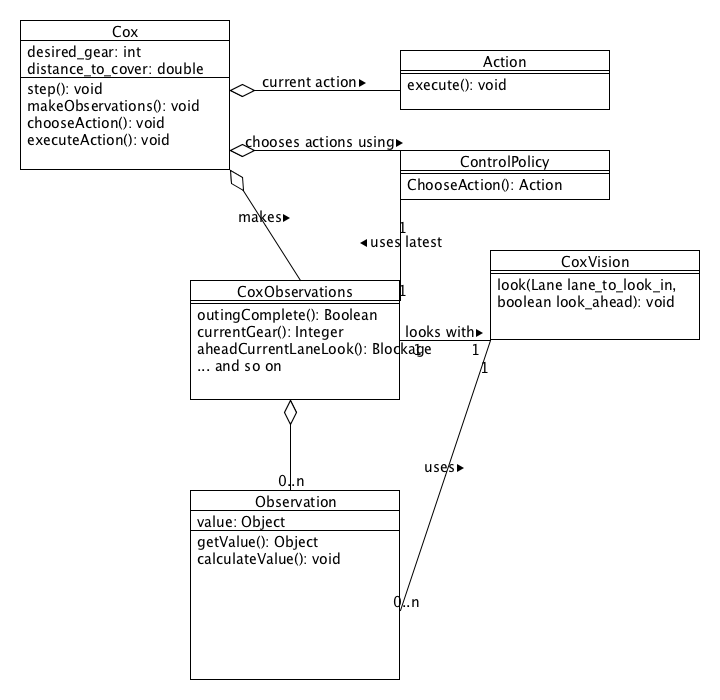 Cox
desired_gear: int
distance_to_cover: double
step(): void
makeObservations(): void
chooseAction(): void
executeAction(): void
current action▶
Action
execute(): void
chooses actions using▶
ControlPolicy
ChooseAction(): Action
makes▶
1
◀uses latest
1
CoxObservations
outingComplete(): Boolean
currentGear(): Integer
aheadCurrentLaneLook(): Blockage
... and so on
CoxVision
look(Lane lane_to_look_in,
boolean look_ahead): void
looks with▶
1
1
1
uses▶
0..n
0..n
Observation
value: Object
getValue(): Object
calculateValue(): void